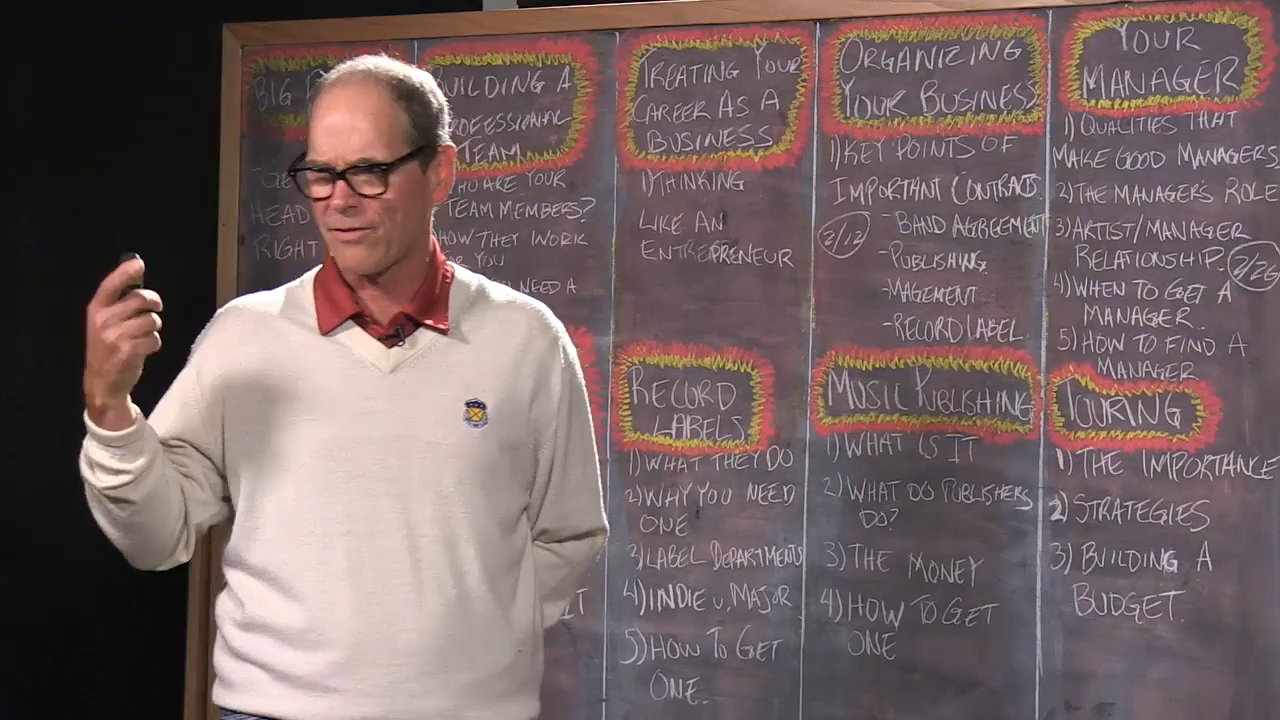 BIG
HEAD
RIGHT
BUILDING A
PROFESSIONAL
TEAM
WHO ARE YOUR
TEAM MEMBERS?
HOW THEY WORK
YOU
NEED A
IT
TREATING YOUR
CAREER AS A
BUSINESS
1) THINKING
LIKE AN
ENTREPRENEUR
RECORD
LABELS
1) WHAT THEY DO
2) WHY YOU NEED
ONE
3) LABEL DEPARTMENTS
4) INDIE v. MAJOR
5) HOW TO GET
ONE.
ORGANIZING
YOUR BUSINESS
1) KEY POINTS OF
IMPORTANT CONTRACTS
2/12 - BAND AGREEMENT
- PUBLISHING
- MAGEMENT
- RECORD LABEL
MUSIC PUBLISHING
1) WHAT IS IT
2) WHAT DO PUBLISHERS
DO?
3) THE MONEY
4) HOW TO GET
ONE
YOUR
MANAGER
1) QUALITIES THAT
MAKE GOOD MANAGERS
2) THE MANAGER'S ROLE
3) ARTIST/MANAGER
RELATIONSHIP. 2/26
4) WHEN TO GET A
MANAGER.
5) HOW TO FIND A
MANAGER
TOURING
1) THE IMPORTANCE
2) STRATEGIES
3) BUILDING A
BUDGET.